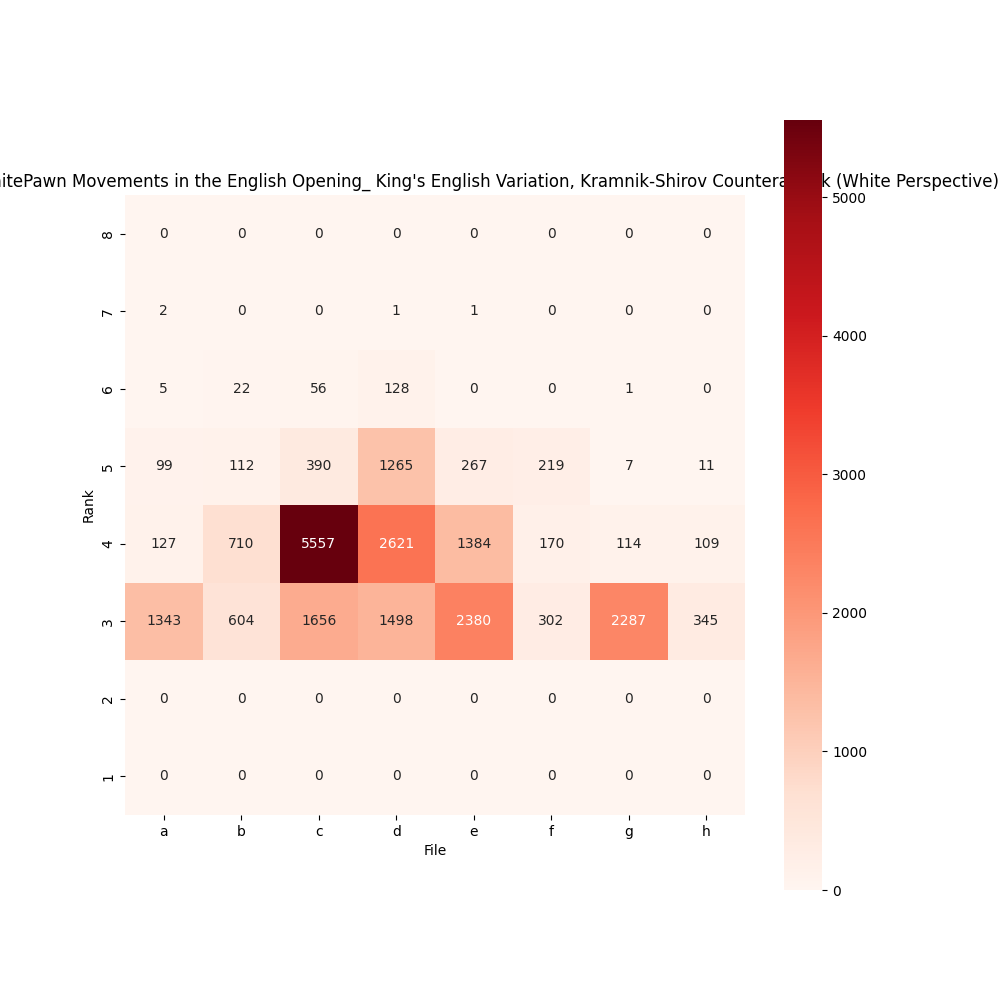 itePawn Movements in the English Opening_ King's English Variation, Kramnik-Shirov Countera k (White Perspective)
8 0 0 0 0 0 0 0 0
7 2 0 0 1 1 0 0 0
6 5 22 56 128 0 0 1 0
5 99 112 390 1265 267 219 7 11
4 127 710 5557 2621 1384 170 114 109
3 1343 604 1656 1498 2380 302 2287 345
2 0 0 0 0 0 0 0 0
1 0 0 0 0 0 0 0 0
a b c d e f g h
File
Rank
5000
4000
3000
2000
1000
0